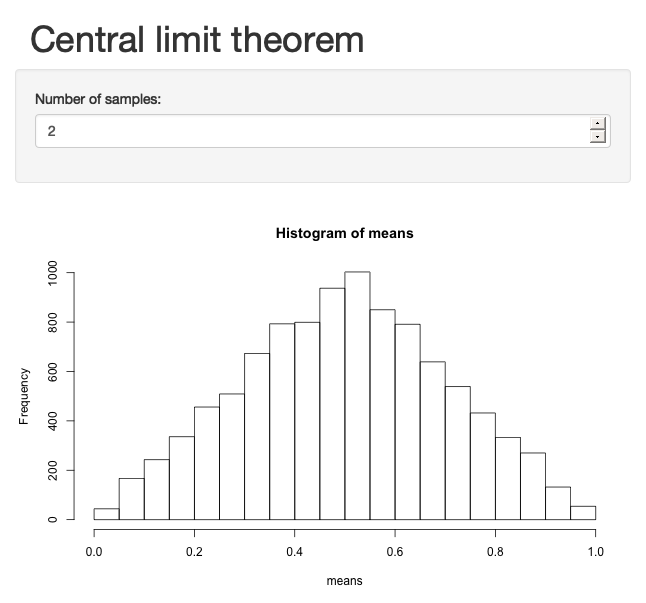 Central limit theorem
Number of samples:
2
Histogram of means
1000
800
600
400
200
0
Frequency
0.0 0.2 0.4 0.6 0.8 1.0
means